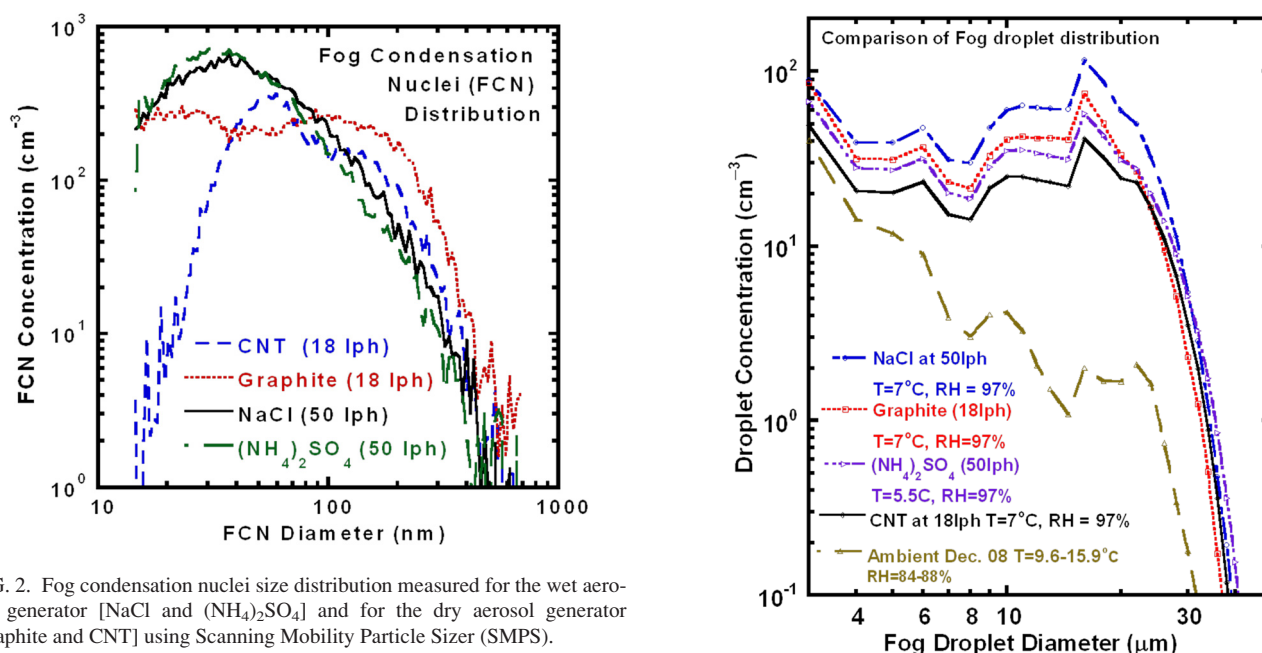 10³
10²
10¹
10⁰
FCN Concentration (cm⁻³)
Fog Condensation
Nuclei (FCN)
Distribution
CNT (18 lph)
Graphite (18 lph)
NaCl (50 lph)
(NH₄)₂SO₄ (50 lph)
10 100 1000
FCN Diameter (nm)
G. 2. Fog condensation nuclei size distribution measured for the wet aero-
generator [NaCl and (NH₄)₂SO₄] and for the dry aerosol generator
aphite and CNT] using Scanning Mobility Particle Sizer (SMPS).
Comparison of Fog droplet distribution
10²
10¹
10⁰
10⁻¹
Droplet Concentration (cm⁻³)
NaCl at 50lph
T=7°C, RH = 97%
Graphite (18lph)
T=7°C, RH=97%
(NH₄)₂SO₄ (50lph)
T=5.5C, RH=97%
CNT at 18lph T=7°C, RH = 97%
Ambient Dec. 08 T=9.6-15.9°C
RH=84-88%
4 6 8 10 30
Fog Droplet Diameter (μm)